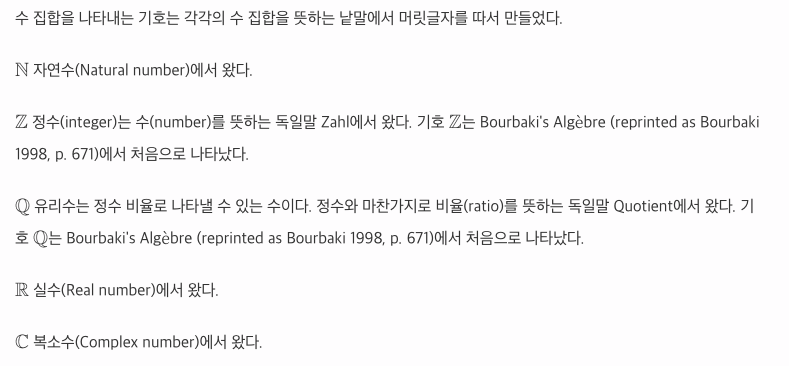 수 집합을 나타내는 기호는 각각의 수 집합을 뜻하는 낱말에서 머릿글자를 따서 만들었다.
ℕ 자연수(Natural number)에서 왔다.
ℤ 정수(integer)는 수(number)를 뜻하는 독일말 Zahl에서 왔다. 기호 ℤ는 Bourbaki's Algèbre (reprinted as Bourbaki
1998, p. 671)에서 처음으로 나타났다.
ℚ 유리수는 정수 비율로 나타낼 수 있는 수이다. 정수와 마찬가지로 비율(ratio)를 뜻하는 독일말 Quotient에서 왔다. 기
호 ℚ는 Bourbaki's Algèbre (reprinted as Bourbaki 1998, p. 671)에서 처음으로 나타났다.
ℝ 실수(Real number)에서 왔다.
ℂ 복소수(Complex number)에서 왔다.